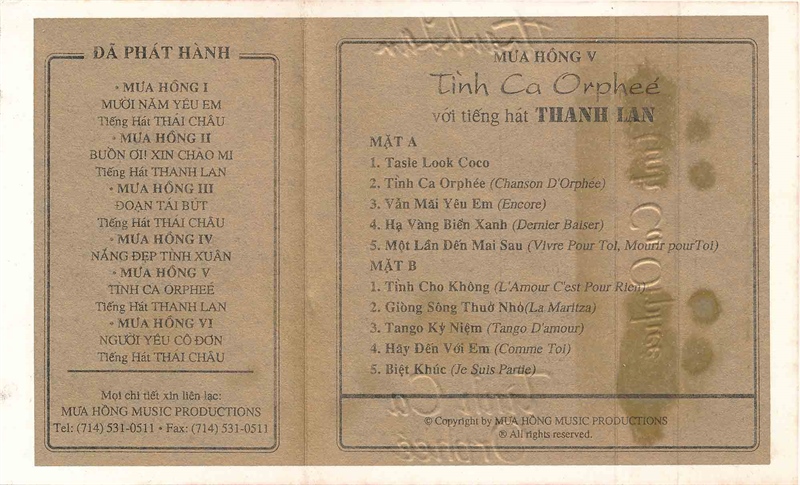 ĐÃ PHÁT HÀNH
• MƯA HỒNG I
MƯỜI NĂM YÊU EM
Tiếng Hát THÁI CHÂU
• MƯA HỒNG II
BUỒN ƠI! XIN CHÀO MI
Tiếng Hát THANH LAN
• MƯA HỒNG III
ĐOẠN TÁI BÚT
Tiếng Hát THÁI CHÂU
• MƯA HỒNG IV
NẮNG ĐẸP TÌNH XUÂN
• MƯA HỒNG V
TÌNH CA ORPHEÉ
Tiếng Hát THANH LAN
• MƯA HỒNG VI
NGƯỜI YÊU CÔ ĐƠN
Tiếng Hát THÁI CHÂU
Mọi chi tiết xin liên lạc:
MƯA HỒNG MUSIC PRODUCTIONS
Tel: (714) 531-0511 • Fax: (714) 531-0511
MƯA HỒNG V
Tình Ca Orpheé
với tiếng hát THANH LAN
MẶT A
1. Tasie Look Coco
2. Tình Ca Orphée (Chanson D'Orphée)
3. Vẫn Mãi Yêu Em (Encore)
4. Hạ Vàng Biển Xanh (Dernier Baiser)
5. Một Lần Đến Mai Sau (Vivre Pour Toi, Mourir pourToi)
MẶT B
1. Tình Cho Không (L'Amour C'est Pour Rien)
2. Giòng Sông Thuở Nhỏ(La Maritza)
3. Tango Kỷ Niệm (Tango D'amour)
4. Hãy Đến Với Em (Comme Toi)
5. Biệt Khúc (Je Suis Partie)
© Copyright by MƯA HỒNG MUSIC PRODUCTIONS
® All rights reserved.